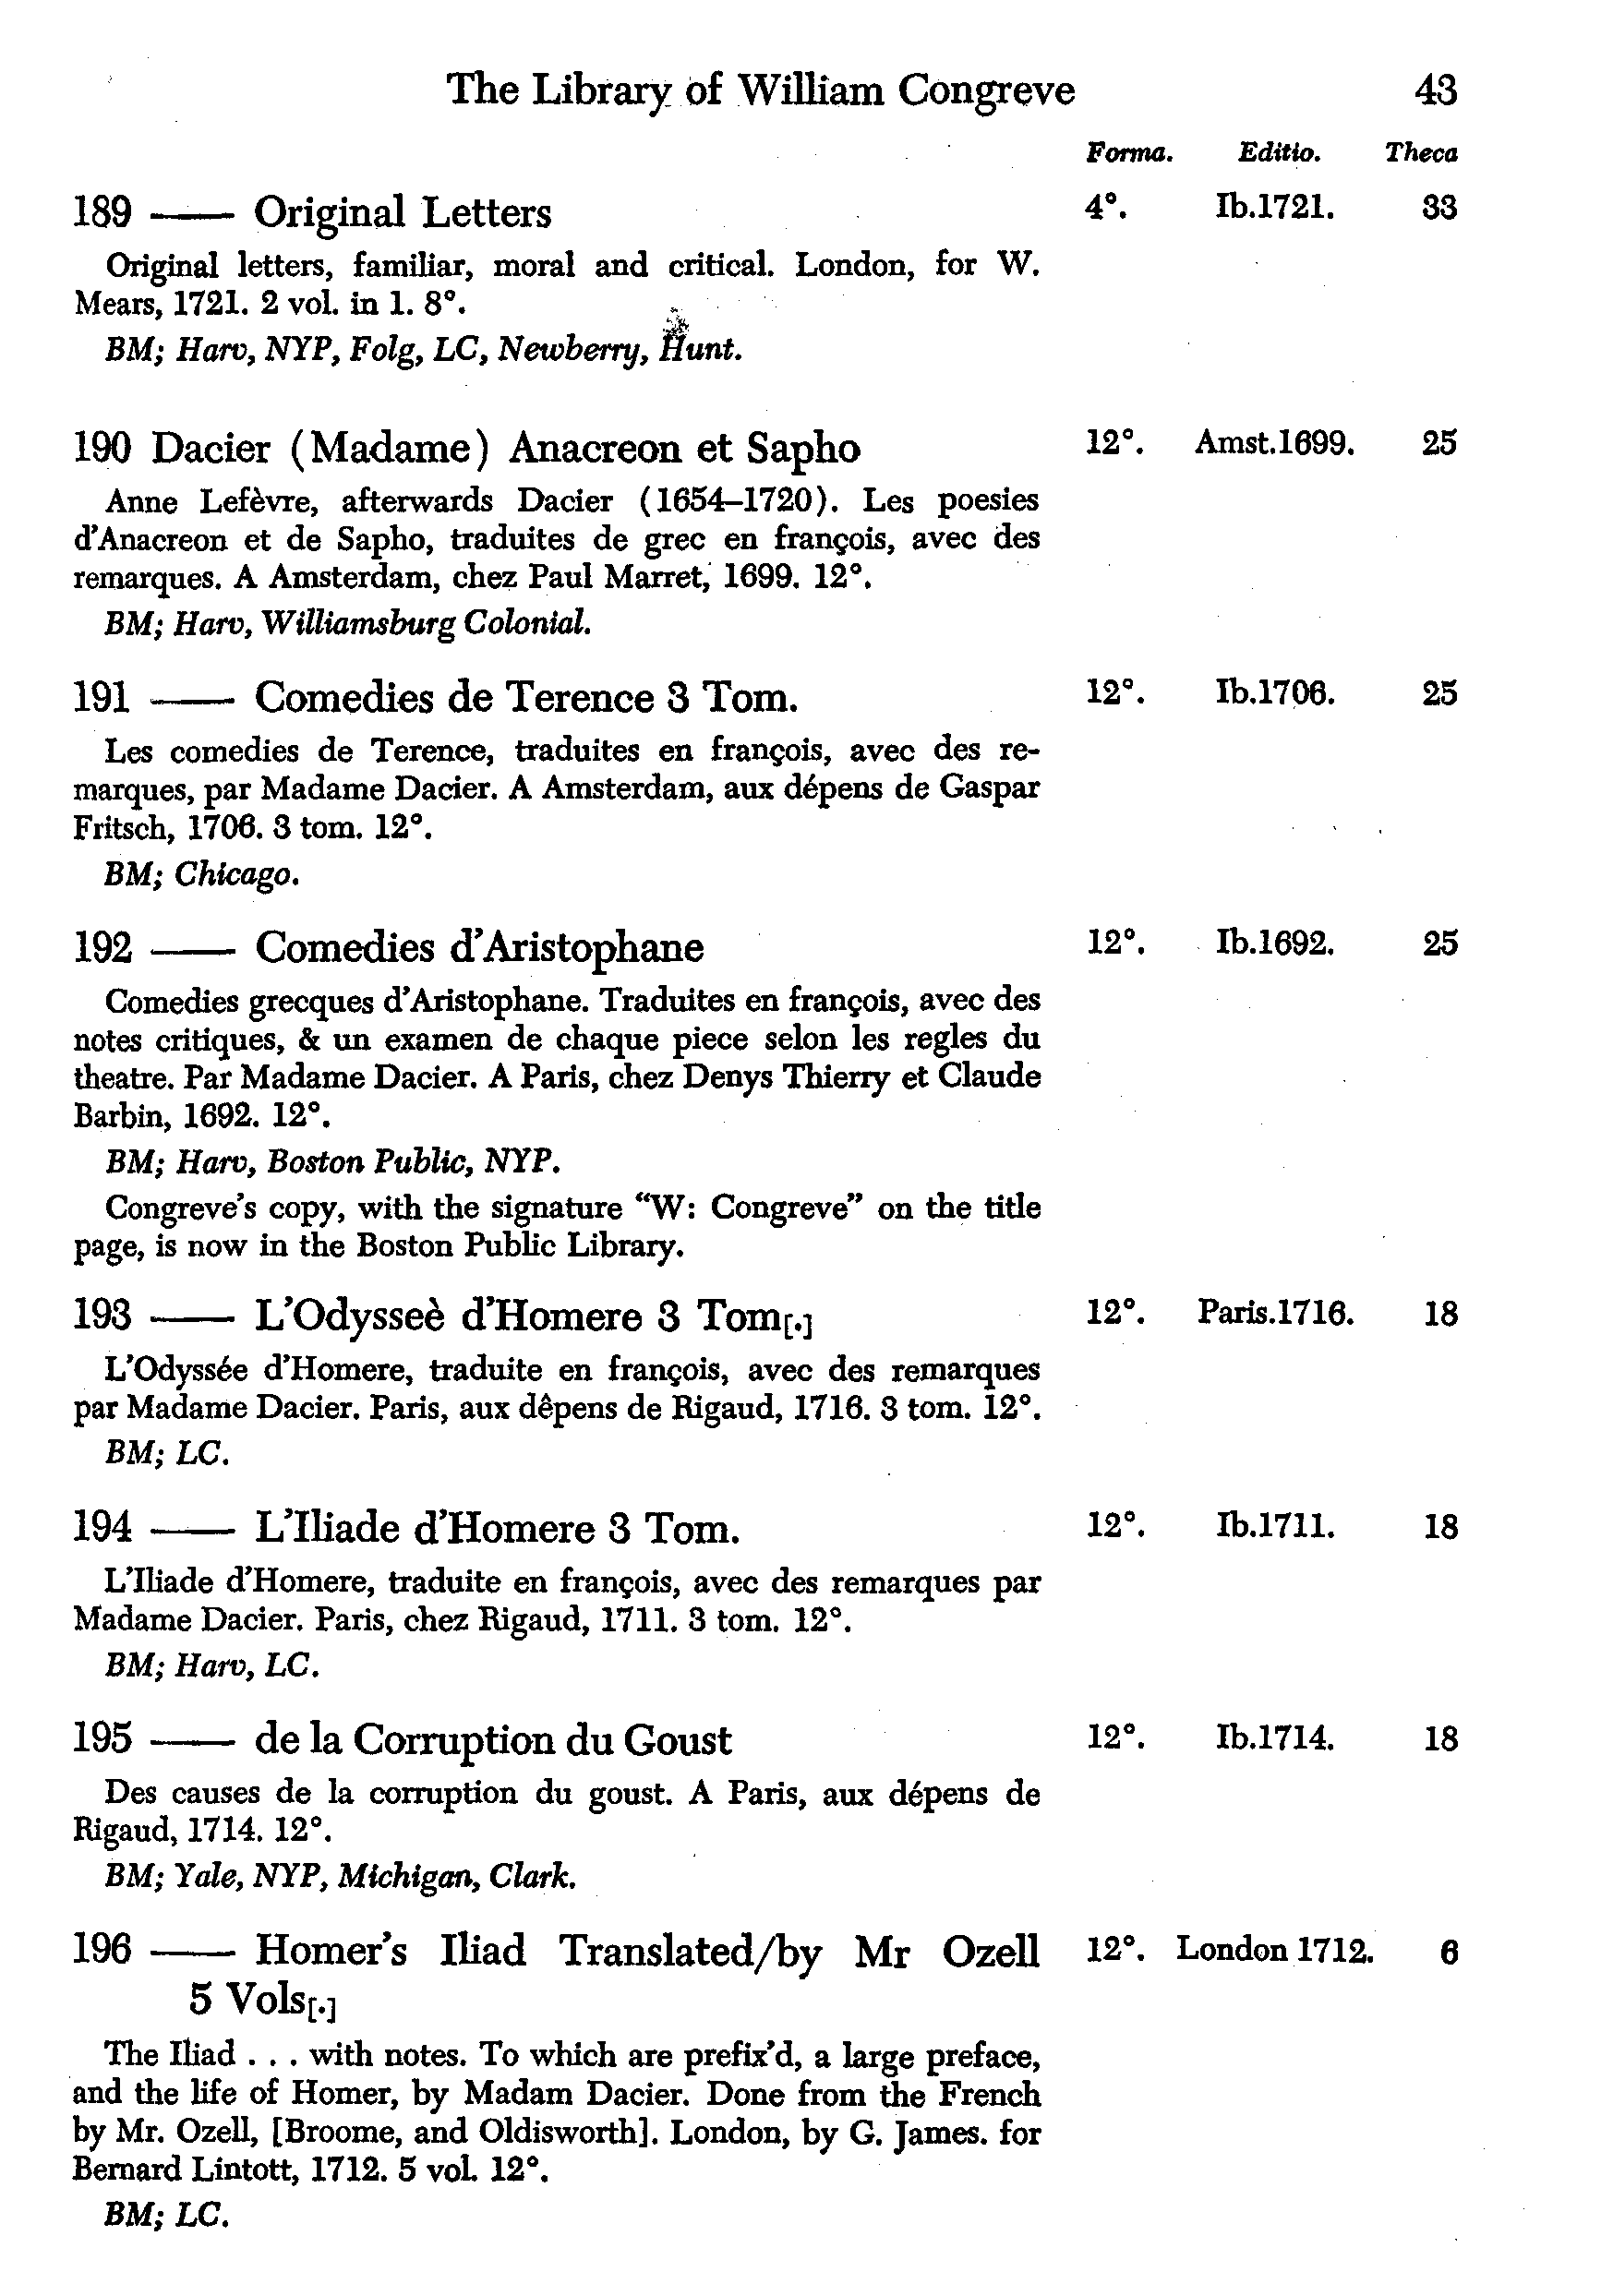 The Library of William Congreve 43
Forma. Editio. Theca
189 —— Original Letters 4°. Ib.1721. 33
Original letters, familiar, moral and critical. London, for W.
Mears, 1721. 2 vol. in 1. 8°.
BM; Harv, NYP, Folg, LC, Newberry, Hunt.
190 Dacier (Madame) Anacreon et Sapho 12°. Amst.1699. 25
Anne Lefèvre, afterwards Dacier (1654–1720). Les poesies
d'Anacreon et de Sapho, traduites de grec en françois, avec des
remarques. A Amsterdam, chez Paul Marret, 1699. 12°.
BM; Harv, Williamsburg Colonial.
191 —— Comedies de Terence 3 Tom. 12°. Ib.1706. 25
Les comedies de Terence, traduites en françois, avec des re-
marques, par Madame Dacier. A Amsterdam, aux dépens de Gaspar
Fritsch, 1706. 3 tom. 12°.
BM; Chicago.
192 —— Comedies d'Aristophane 12°. Ib.1692. 25
Comedies grecques d'Aristophane. Traduites en françois, avec des
notes critiques, & un examen de chaque piece selon les regles du
theatre. Par Madame Dacier. A Paris, chez Denys Thierry et Claude
Barbin, 1692. 12°.
BM; Harv, Boston Public, NYP.
Congreve's copy, with the signature "W: Congreve" on the title
page, is now in the Boston Public Library.
193 —— L'Odysseè d'Homere 3 Tom[.] 12°. Paris.1716. 18
L'Odyssée d'Homere, traduite en françois, avec des remarques
par Madame Dacier. Paris, aux dêpens de Rigaud, 1716. 3 tom. 12°.
BM; LC.
194 —— L'Iliade d'Homere 3 Tom. 12°. Ib.1711. 18
L'Iliade d'Homere, traduite en françois, avec des remarques par
Madame Dacier. Paris, chez Rigaud, 1711. 3 tom. 12°.
BM; Harv, LC.
195 —— de la Corruption du Goust 12°. Ib.1714. 18
Des causes de la corruption du goust. A Paris, aux dépens de
Rigaud, 1714. 12°.
BM; Yale, NYP, Michigan, Clark.
196 —— Homer's Iliad Translated/by Mr Ozell 12°. London 1712. 6
5 Vols[.]
The Iliad . . . with notes. To which are prefix'd, a large preface,
and the life of Homer, by Madam Dacier. Done from the French
by Mr. Ozell, [Broome, and Oldisworth]. London, by G. James. for
Bernard Lintott, 1712. 5 vol. 12°.
BM; LC.